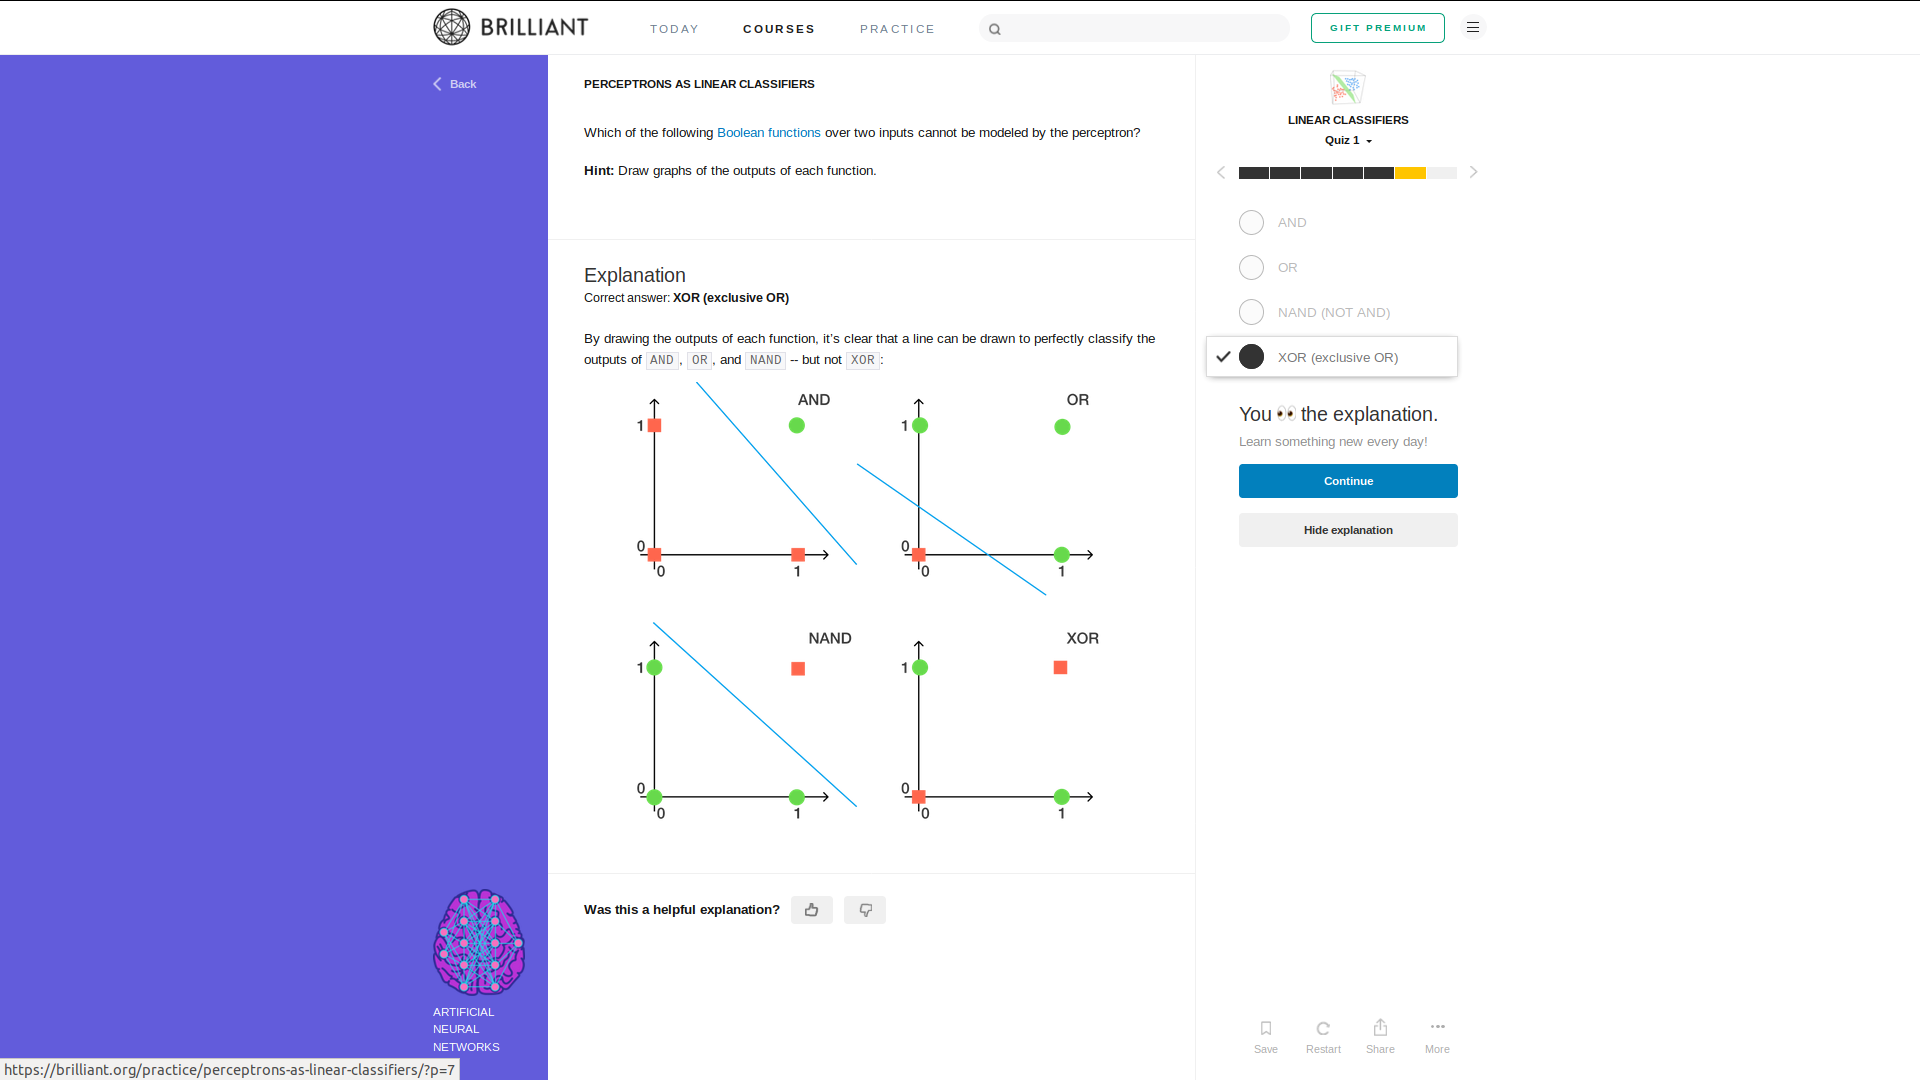 BRILLIANT
TODAY
COURSES
PRACTICE
GIFT PREMIUM
Back
PERCEPTRONS AS LINEAR CLASSIFIERS
Which of the following Boolean functions over two inputs cannot be modeled by the perceptron?
Hint: Draw graphs of the outputs of each function.
Explanation
Correct answer: XOR (exclusive OR)
By drawing the outputs of each function, it's clear that a line can be drawn to perfectly classify the
outputs of AND, OR, and NAND -- but not XOR:
AND
1
0
0
1
OR
1
0
0
1
NAND
1
0
0
1
XOR
1
0
0
1
Was this a helpful explanation?
LINEAR CLASSIFIERS
Quiz 1
AND
OR
NAND (NOT AND)
XOR (exclusive OR)
You 👀 the explanation.
Learn something new every day!
Continue
Hide explanation
Save
Restart
Share
More
ARTIFICIAL
NEURAL
NETWORKS
https://brilliant.org/practice/perceptrons-as-linear-classifiers/?p=7